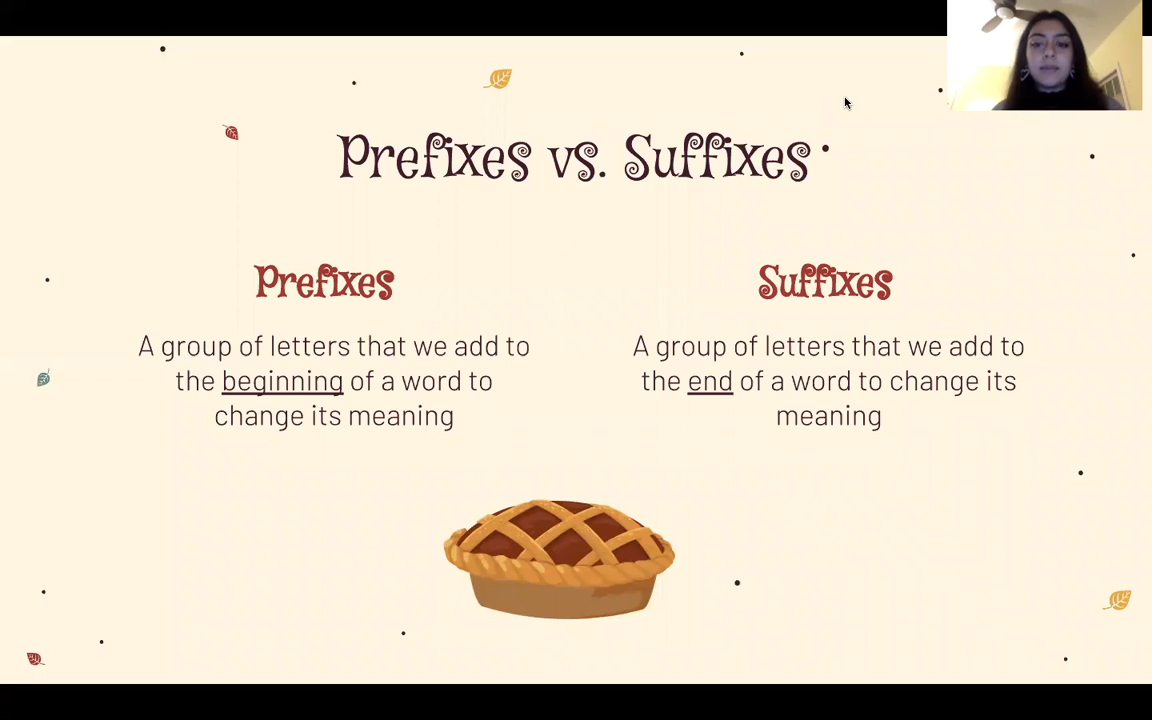 Prefixes vs. Suffixes
Prefixes
A group of letters that we add to
the beginning of a word to
change its meaning
Suffixes
A group of letters that we add to
the end of a word to change its
meaning